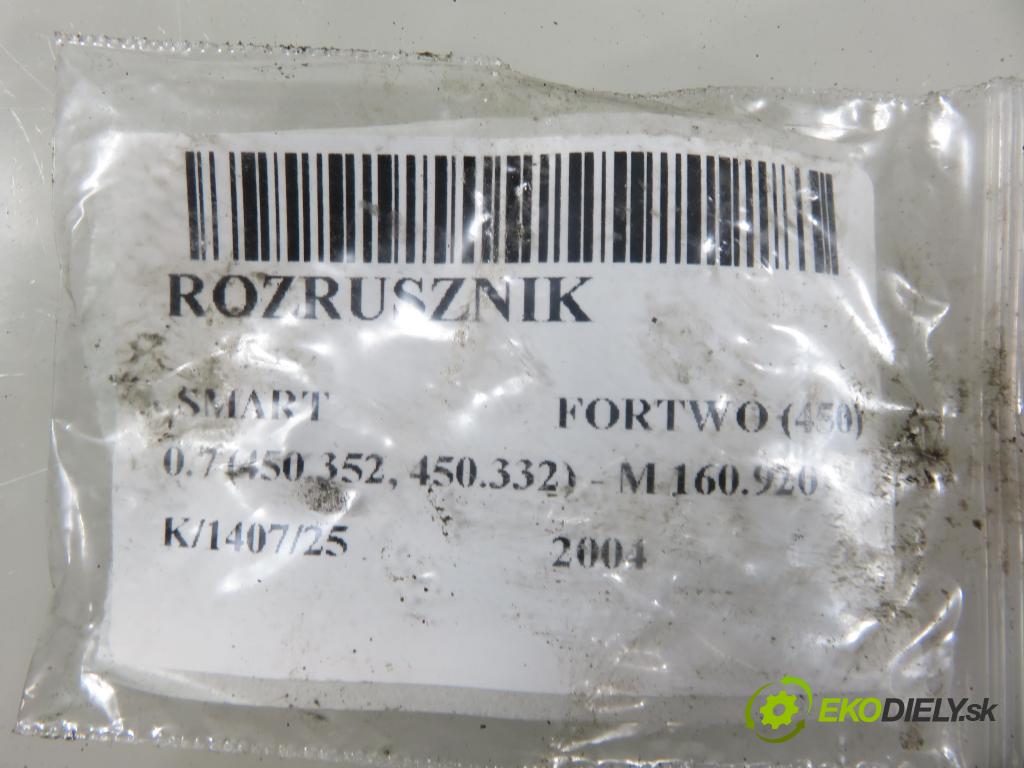 ROZRUSZNIK
SMART FORTWO (450)
0.7 (450.352, 450.332) - M 160.920
K/1407/25 2004
EKODIELY.sk